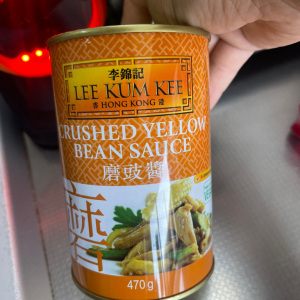 李錦記
LEE KUM KEE
香 HONG KONG 港
CRUSHED YELLOW
BEAN SAUCE
磨豉醬
470g